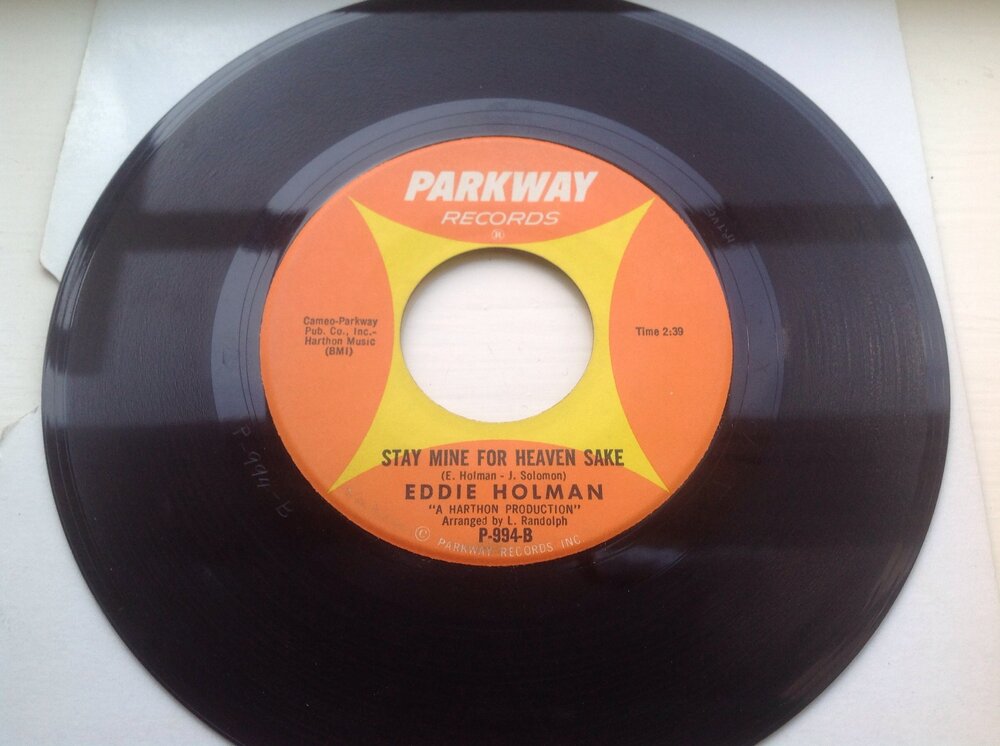 PARKWAY
RECORDS
®
Cameo-Parkway
Pub. Co., Inc.-
Harthon Music
(BMI)
Time 2:39
STAY MINE FOR HEAVEN SAKE
(E. Holman - J. Solomon)
EDDIE HOLMAN
"A HARTHON PRODUCTION"
Arranged by L. Randolph
P-994-B
© PARKWAY RECORDS INC
P-994-B